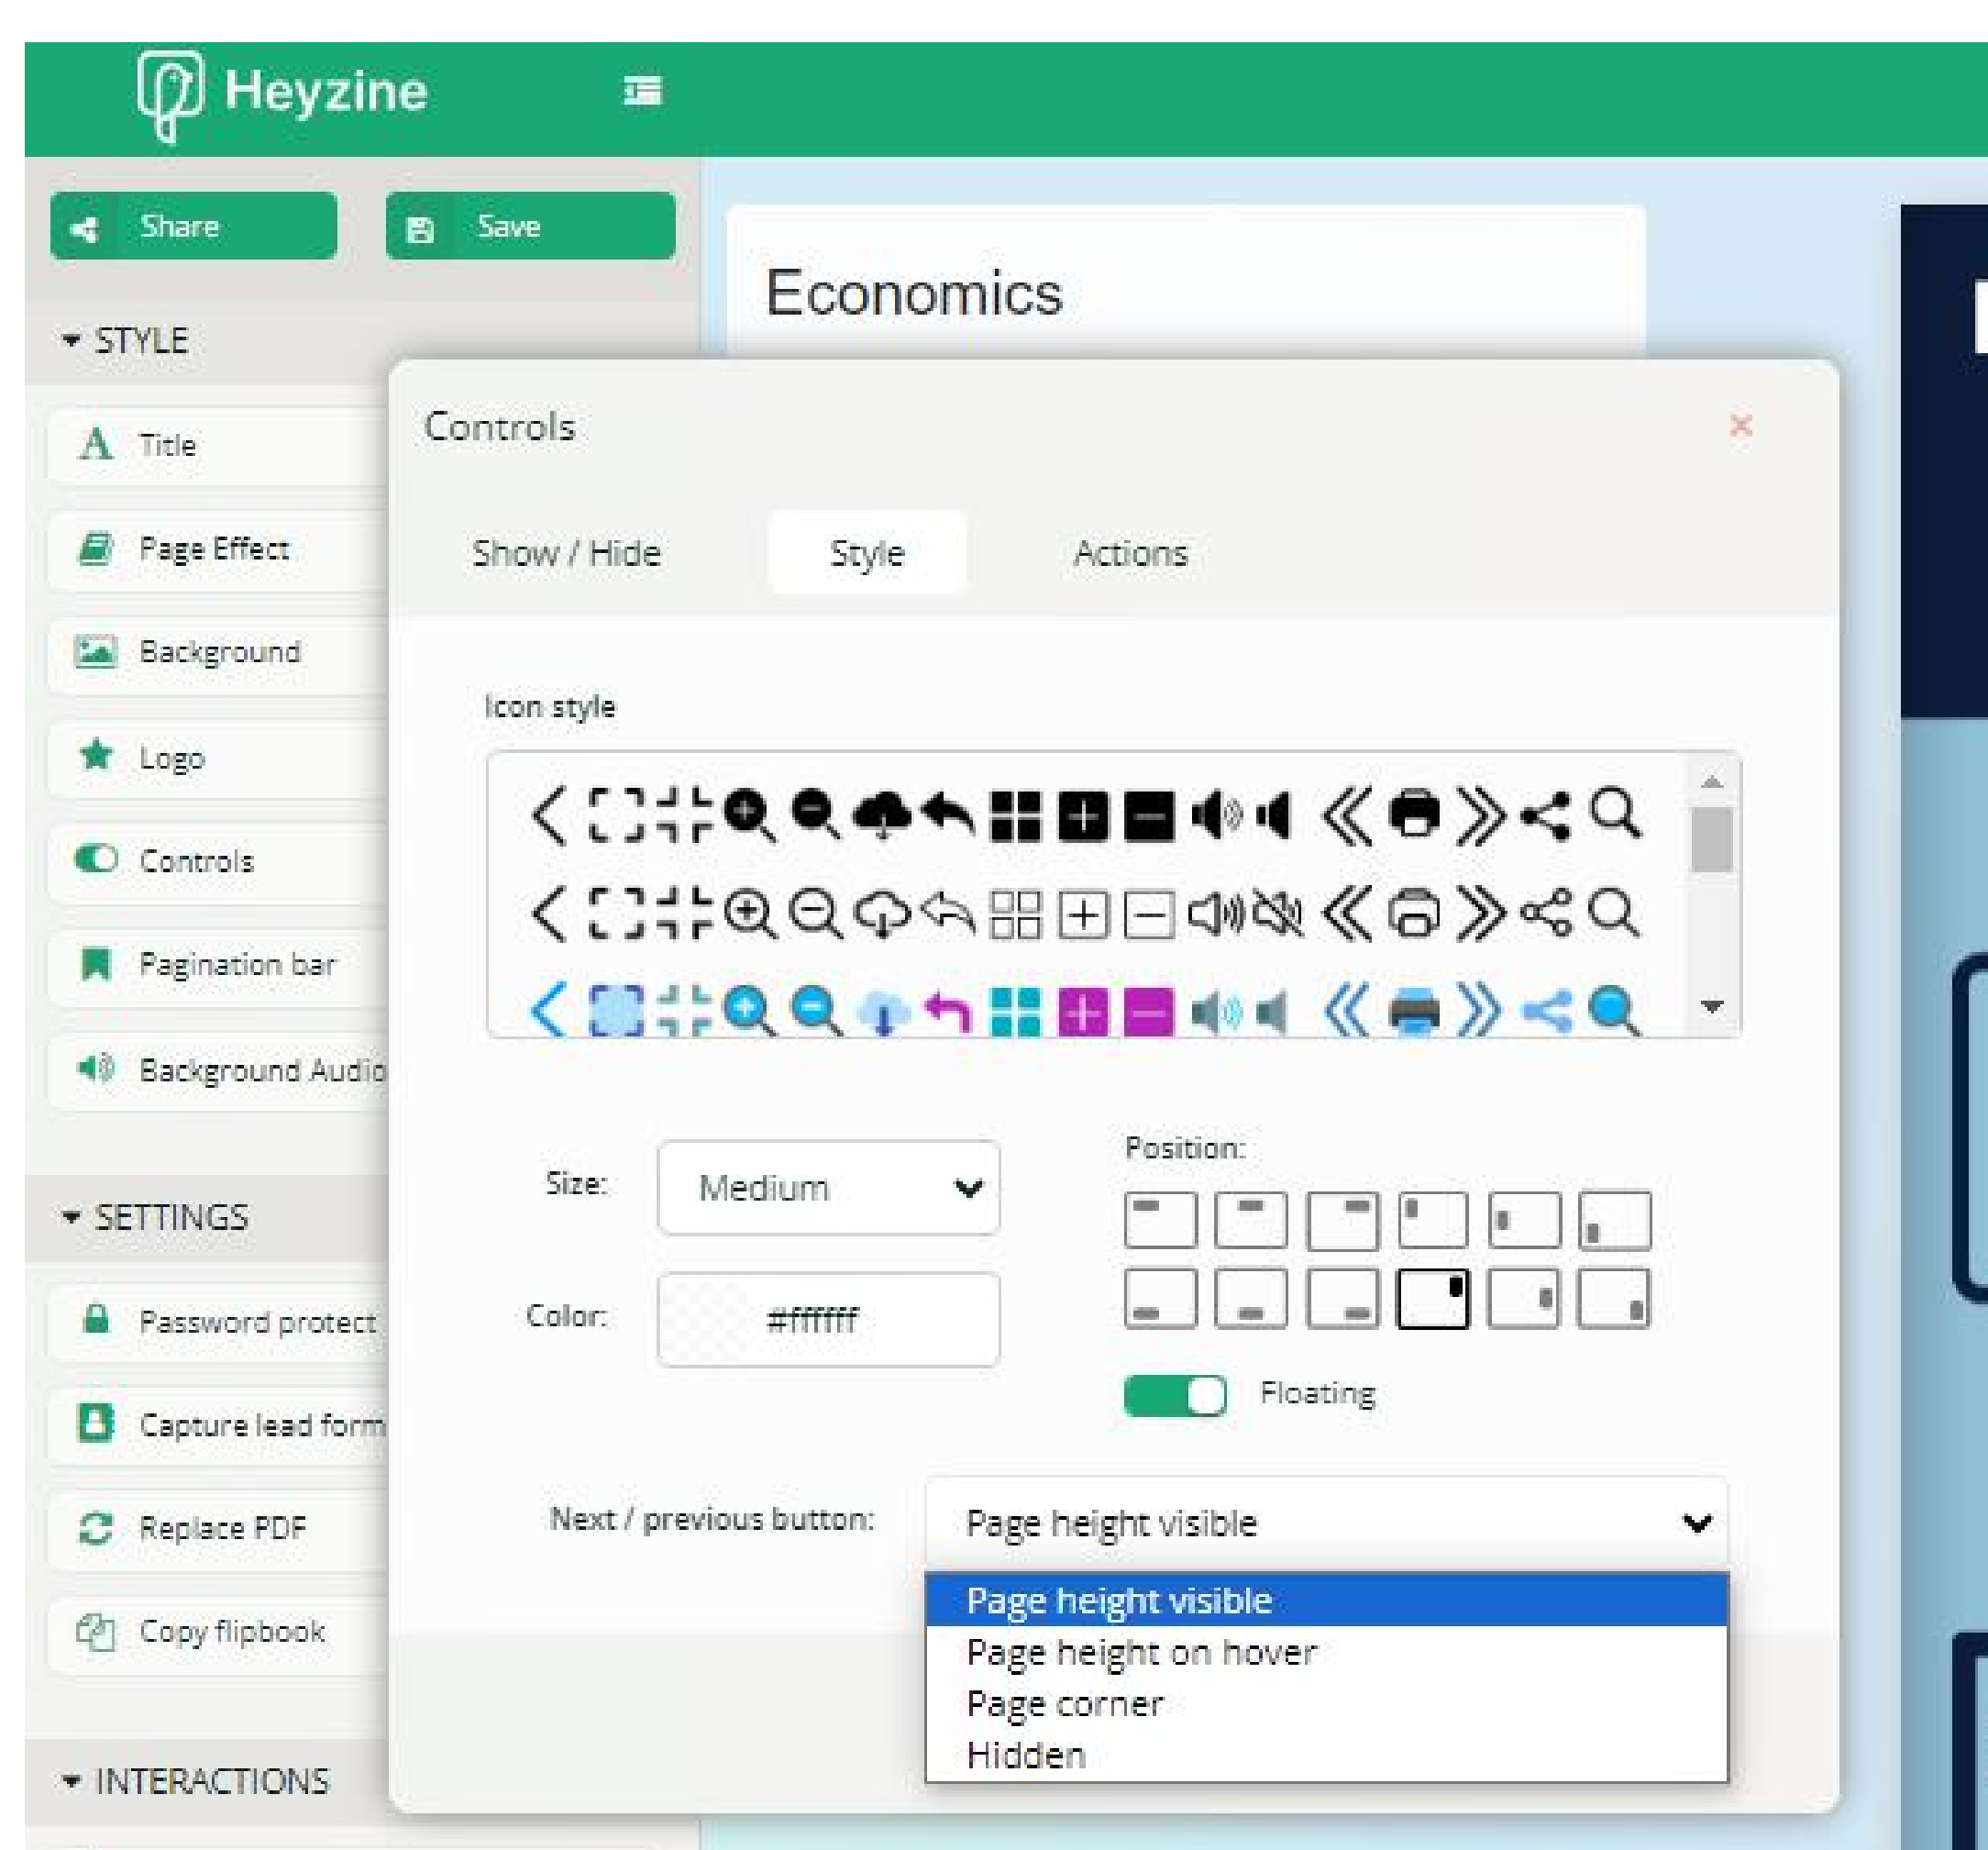 Heyzine
Share
Save
Economics
STYLE
Title
Page Effect
Background
Logo
Controls
Pagination bar
Background Audio
SETTINGS
Password protect
Capture lead form
Replace PDF
Copy flipbook
INTERACTIONS
Controls
Show / Hide
Style
Actions
Icon style
Size:
Medium
Color:
#ffffff
Position:
Floating
Next / previous button:
Page height visible
Page height visible
Page height on hover
Page corner
Hidden